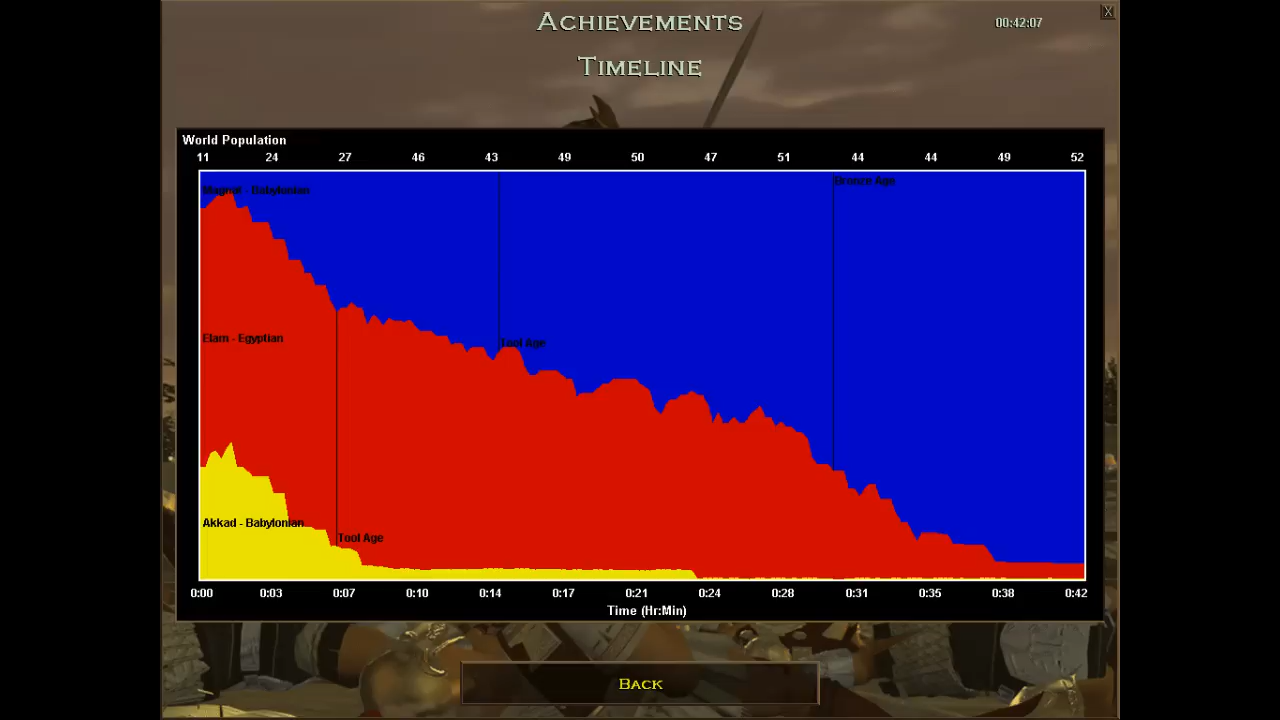 ACHIEVEMENTS
00:42:07
X
TIMELINE
World Population
11 24 27 46 43 49 50 47 51 44 44 49 52
Bronze Age
- Babylonian
Elam - Egyptian
Tool Age
Akkad - Babylonian
Tool Age
0:00 0:03 0:07 0:10 0:14 0:17 0:21 0:24 0:28 0:31 0:35 0:38 0:42
Time (Hr:Min)
BACK